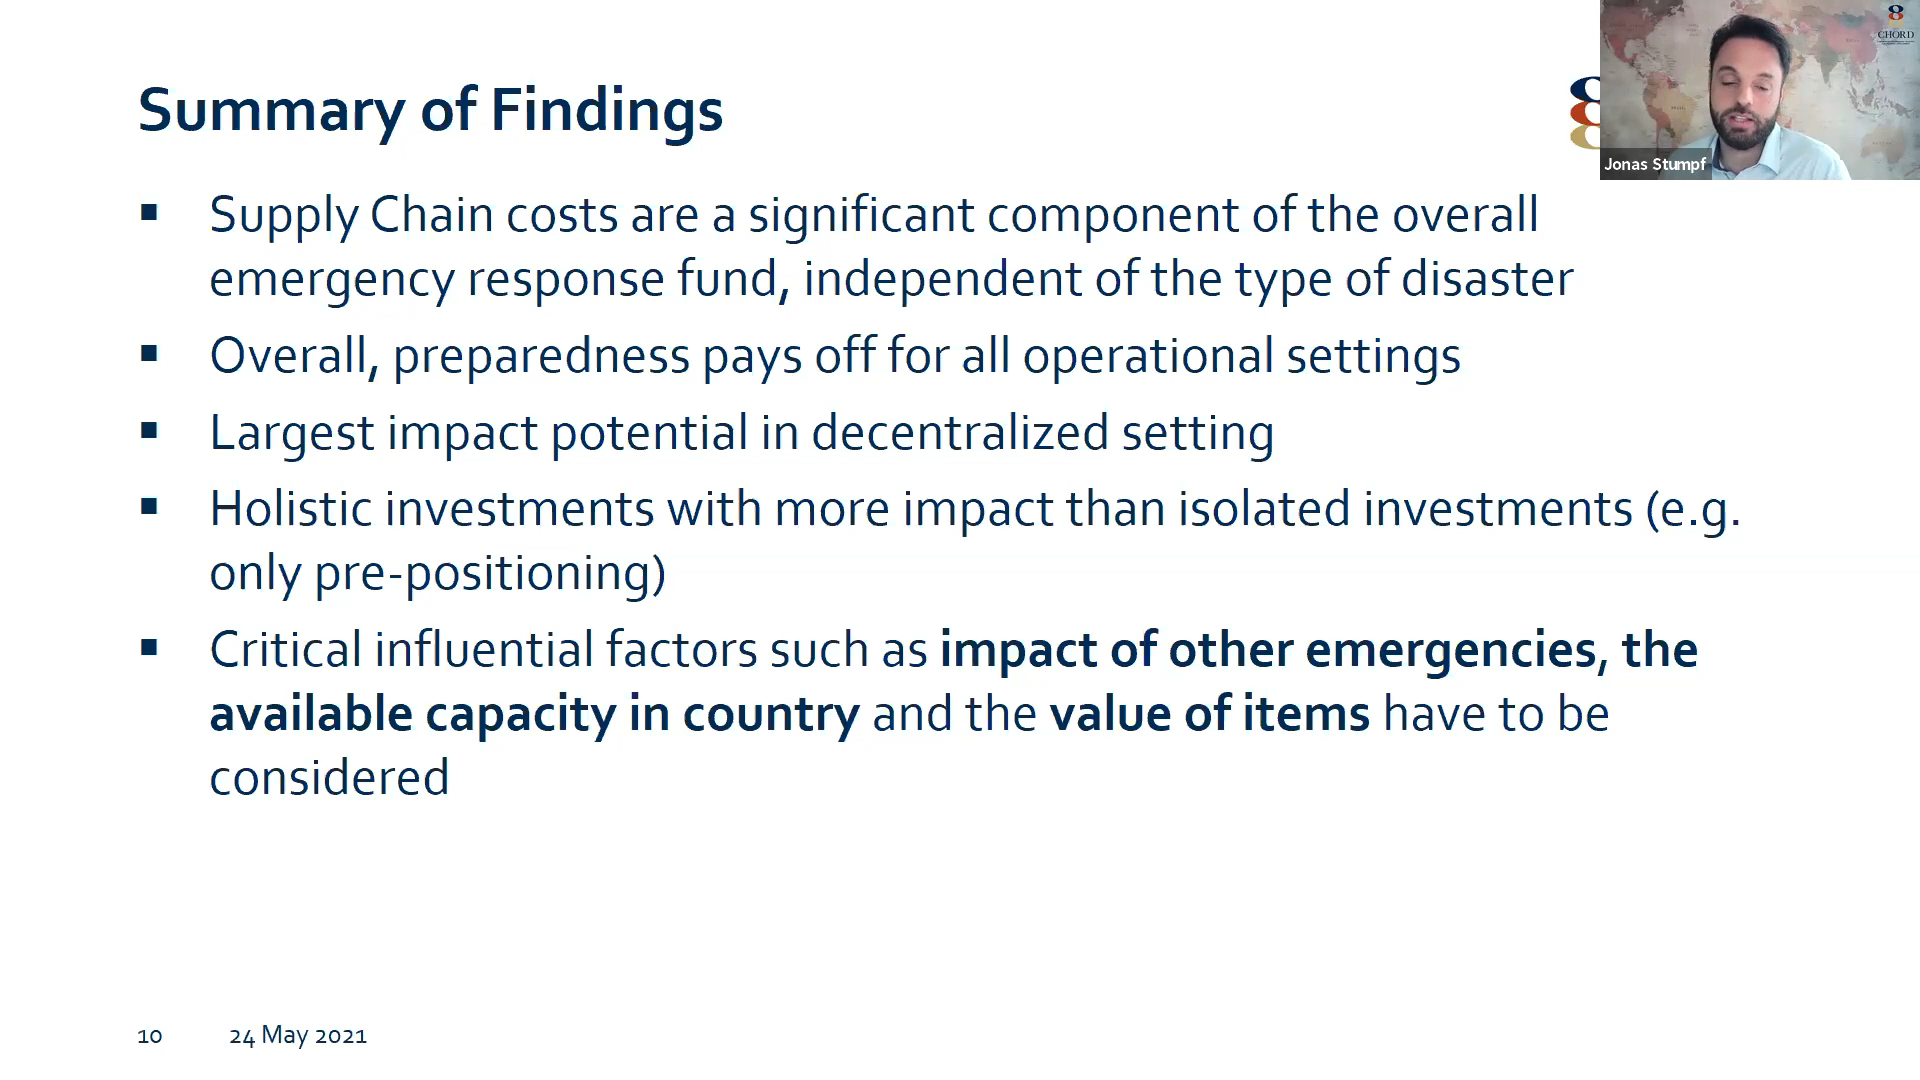 CHORD
Jonas Stumpf
Summary of Findings
▪ Supply Chain costs are a significant component of the overall
emergency response fund, independent of the type of disaster
▪ Overall, preparedness pays off for all operational settings
▪ Largest impact potential in decentralized setting
▪ Holistic investments with more impact than isolated investments (e.g.
only pre-positioning)
▪ Critical influential factors such as impact of other emergencies, the
available capacity in country and the value of items have to be
considered
10 24 May 2021